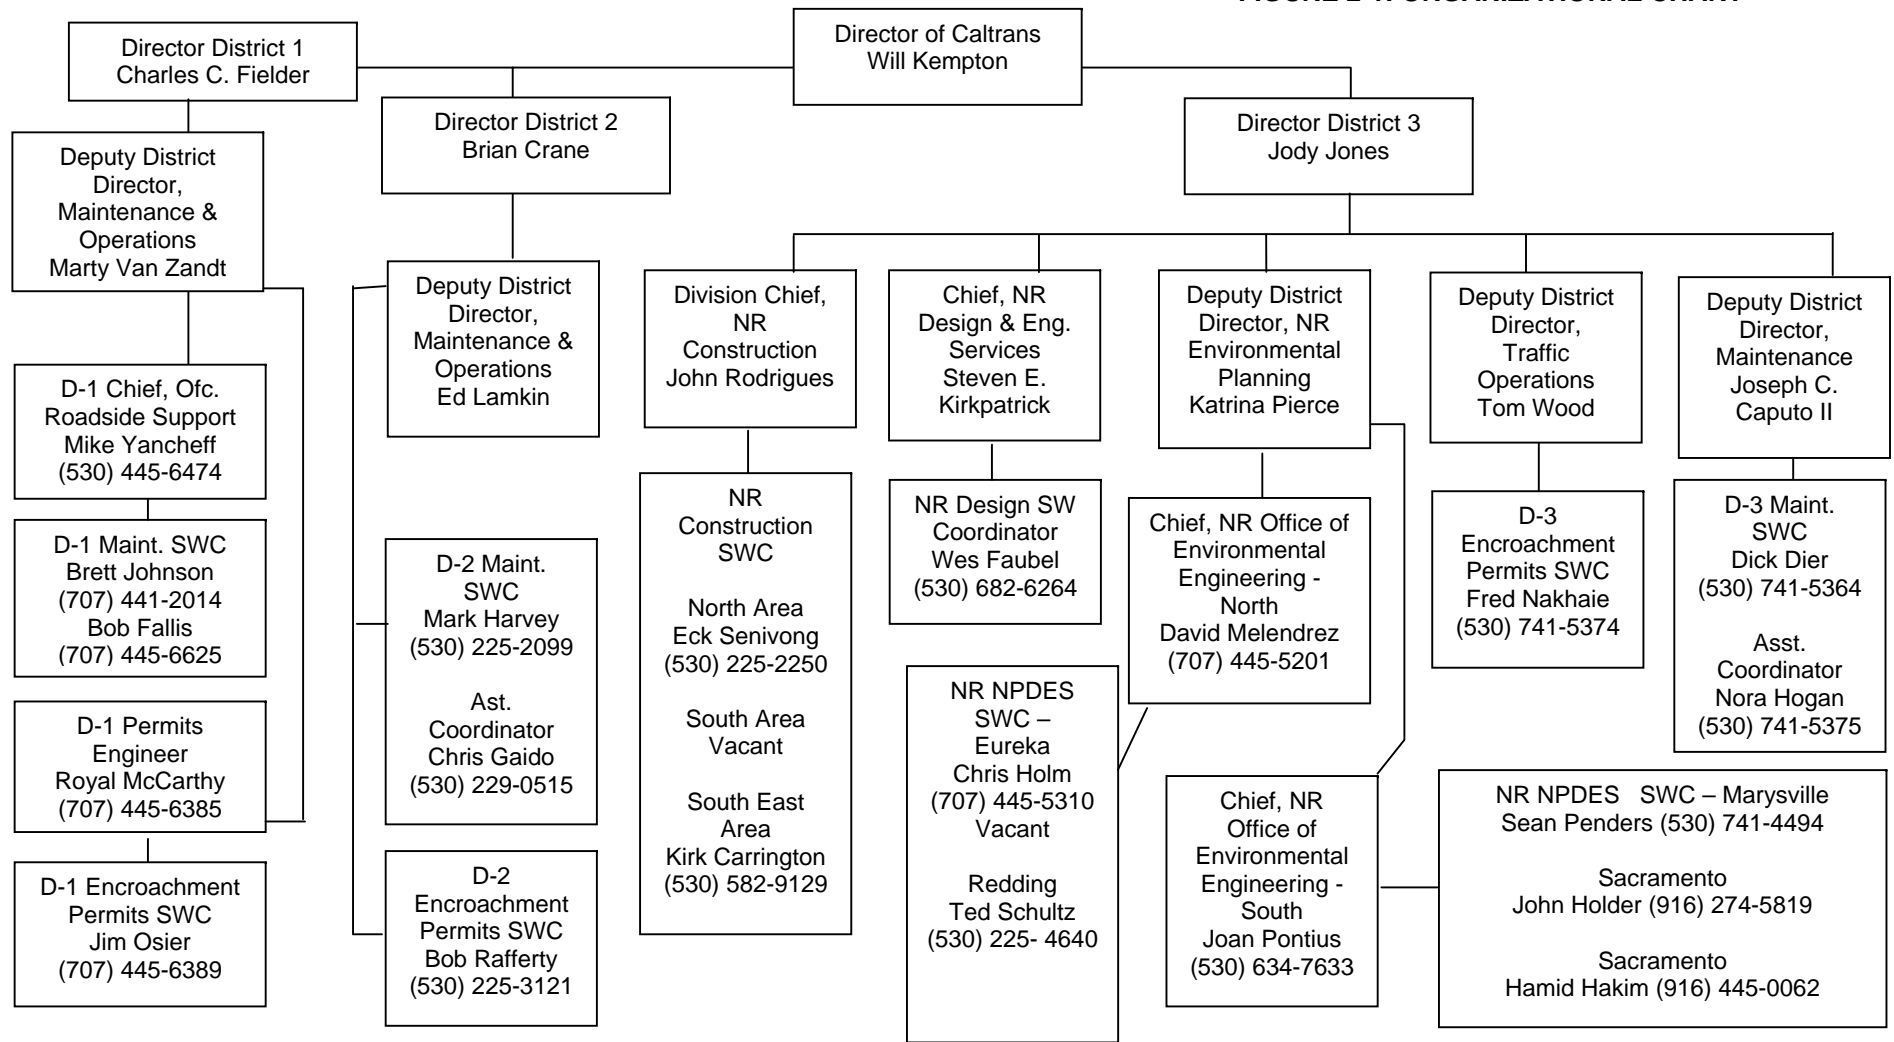 Director District 1
Charles C. Fielder
Director of Caltrans
Will Kempton
Director District 2
Brian Crane
Director District 3
Jody Jones
Deputy District
Director,
Maintenance &
Operations
Marty Van Zandt
D-1 Chief, Ofc.
Roadside Support
Mike Yancheff
(530) 445-6474
D-1 Maint. SWC
Brett Johnson
(707) 441-2014
Bob Fallis
(707) 445-6625
D-1 Permits
Engineer
Royal McCarthy
(707) 445-6385
D-1 Encroachment
Permits SWC
Jim Osier
(707) 445-6389
Deputy District
Director,
Maintenance &
Operations
Ed Lamkin
D-2 Maint.
SWC
Mark Harvey
(530) 225-2099
Ast.
Coordinator
Chris Gaido
(530) 229-0515
D-2
Encroachment
Permits SWC
Bob Rafferty
(530) 225-3121
Division Chief,
NR
Construction
John Rodrigues
NR
Construction
SWC
North Area
Eck Senivong
(530) 225-2250
South Area
Vacant
South East
Area
Kirk Carrington
(530) 582-9129
Chief, NR
Design & Eng.
Services
Steven E.
Kirkpatrick
NR Design SW
Coordinator
Wes Faubel
(530) 682-6264
Deputy District
Director, NR
Environmental
Planning
Katrina Pierce
Chief, NR Office of
Environmental
Engineering -
North
David Melendrez
(707) 445-5201
NR NPDES
SWC –
Eureka
Chris Holm
(707) 445-5310
Vacant
Redding
Ted Schultz
(530) 225- 4640
Chief, NR
Office of
Environmental
Engineering -
South
Joan Pontius
(530) 634-7633
NR NPDES   SWC – Marysville
Sean Penders (530) 741-4494
Sacramento
John Holder (916) 274-5819
Sacramento
Hamid Hakim (916) 445-0062
Deputy District
Director,
Traffic
Operations
Tom Wood
D-3
Encroachment
Permits SWC
Fred Nakhaie
(530) 741-5374
Deputy District
Director,
Maintenance
Joseph C.
Caputo II
D-3 Maint.
SWC
Dick Dier
(530) 741-5364
Asst.
Coordinator
Nora Hogan
(530) 741-5375